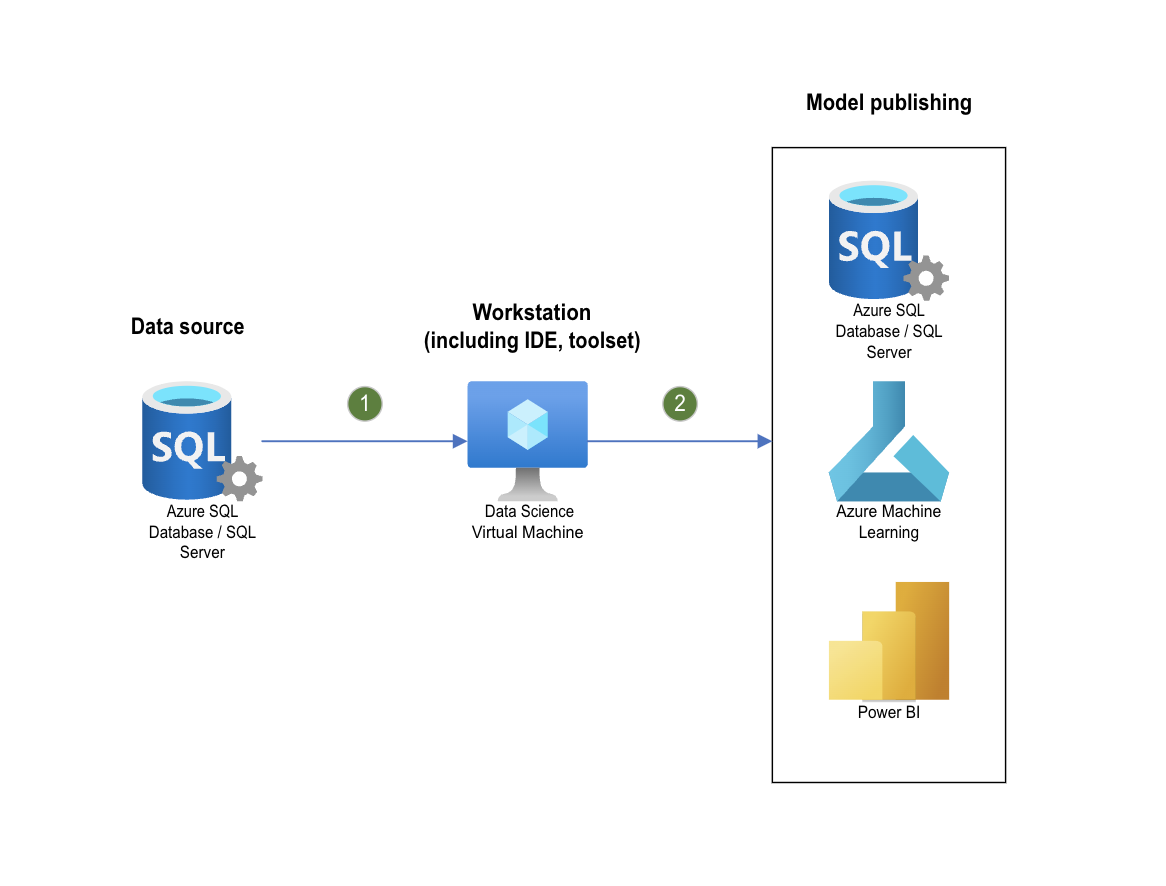 Model publishing
SQL
Azure SQL
Database / SQL
Server
Data source
Workstation
(including IDE, toolset)
1
2
SQL
Azure SQL
Database / SQL
Server
Data Science
Virtual Machine
Azure Machine
Learning
Power BI